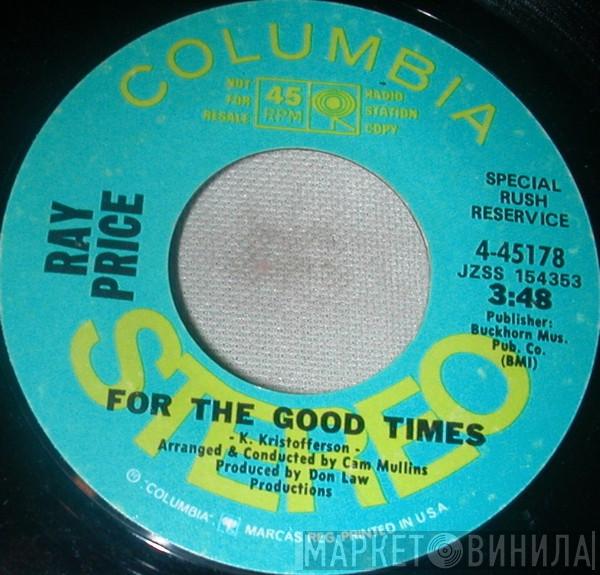 COLUMBIA
NOT FOR RESALE
45 RPM
RADIO STATION COPY
RAY PRICE
SPECIAL
RUSH
RESERVICE
4-45178
JZSS 154353
3:48
Publisher:
Buckhorn Mus.
Pub. Co.
(BMI)
STEREO
FOR THE GOOD TIMES
- K. Kristofferson -
Arranged & Conducted by Cam Mullins
Produced by Don Law
Productions
℗ "COLUMBIA" MARCAS REG. PRINTED IN U S A
МАРКЕТ ВИНИЛА